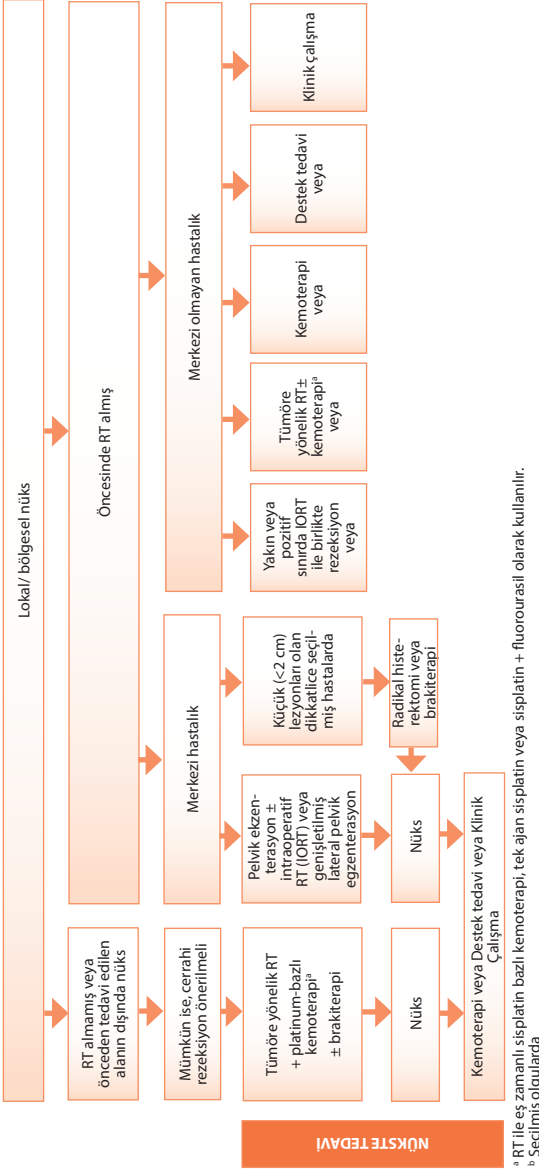 Lokal/ bölgesel nüks
RT almamış veya
önceden tedavi edilen
alanın dışında nüks
Öncesinde RT almış
Mümkün ise, cerrahi
rezeksiyon önerilmeli
Merkezi hastalık
Merkezi olmayan hastalık
NÜKSTE TEDAVİ
Tümöre yönelik RT
+ platinum-bazlı
kemoterapiᵃ
± brakiterapi
Pelvik ekzen-
terasyon ±
intraoperatif
RT (IORT) veya
genişletilmiş
lateral pelvik
egzenterasyon
Küçük (<2 cm)
lezyonları olan
dikkatlice seçil-
miş hastalarda
Yakın veya
pozitif
sınırda IORT
ile birlikte
rezeksiyon
veya
Tümöre
yönelik RT±
kemoterapiᵃ
veya
Kemoterapi
veya
Destek tedavi
veya
Klinik çalışma
Nüks
Nüks
Radikal histe-
rektomi veya
brakiterapi
Kemoterapi veya Destek tedavi veya Klinik
Çalışma
ᵃ RT ile eş zamanlı sisplatin bazlı kemoterapi, tek ajan sisplatin veya sisplatin + fluorourasil olarak kullanılır.
ᵇ Seçilmiş olgularda